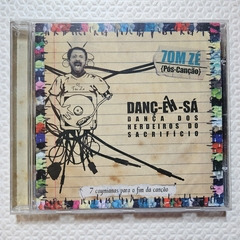 TOM ZÉ
(Pós-Canção)
DANÇ-ÊH-SÁ
DANÇA DOS
HERDEIROS DO
SACRIFÍCIO
7 caymianas para o fim da canção